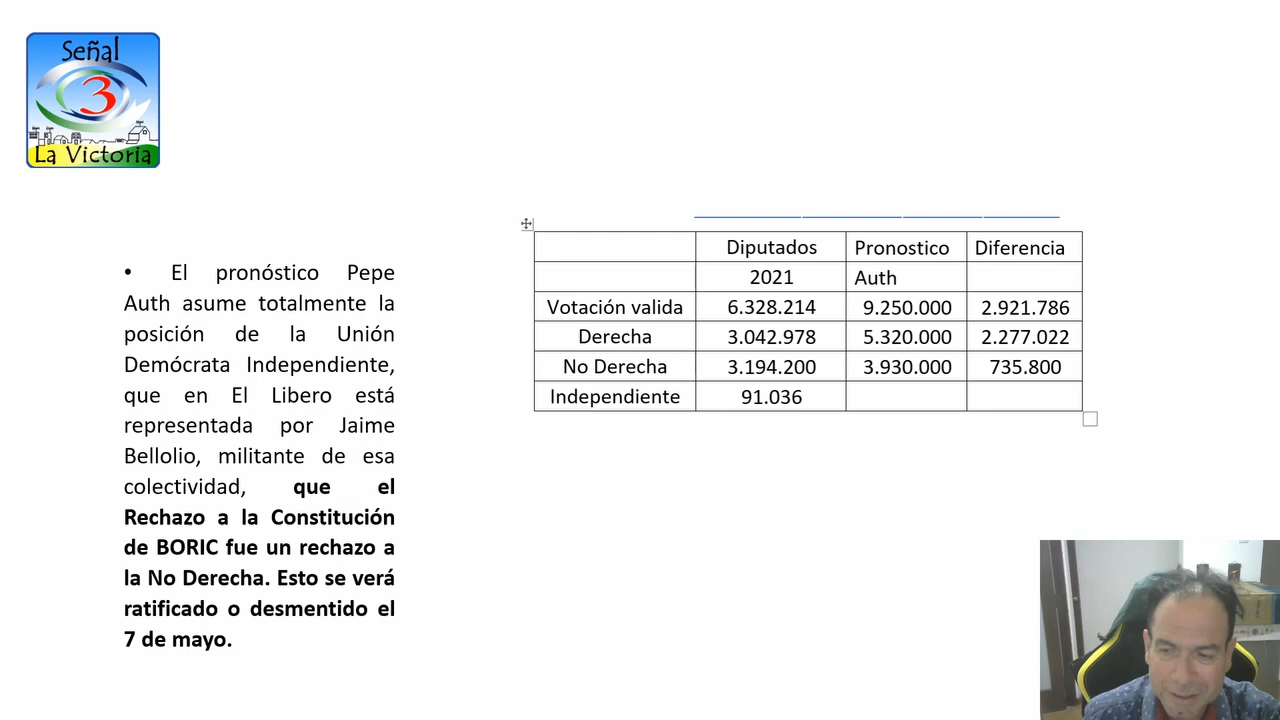 Señal
3
La Victoria
• El pronóstico Pepe
Auth asume totalmente la
posición de la Unión
Demócrata Independiente,
que en El Libero está
representada por Jaime
Bellolio, militante de esa
colectividad, que el
Rechazo a la Constitución
de BORIC fue un rechazo a
la No Derecha. Esto se verá
ratificado o desmentido el
7 de mayo.
Diputados Pronostico Diferencia
2021 Auth
Votación valida 6.328.214 9.250.000 2.921.786
Derecha 3.042.978 5.320.000 2.277.022
No Derecha 3.194.200 3.930.000 735.800
Independiente 91.036